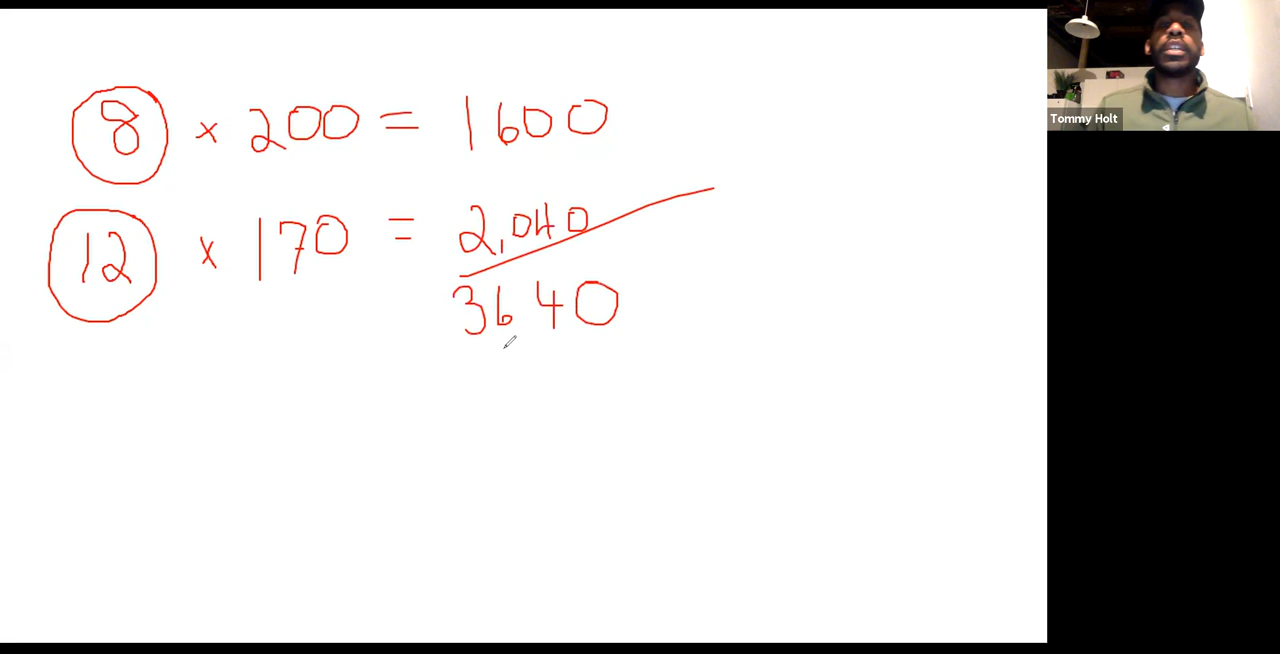 8 × 200 = 1600
12 × 170 = 2,040
3640
Tommy Holt